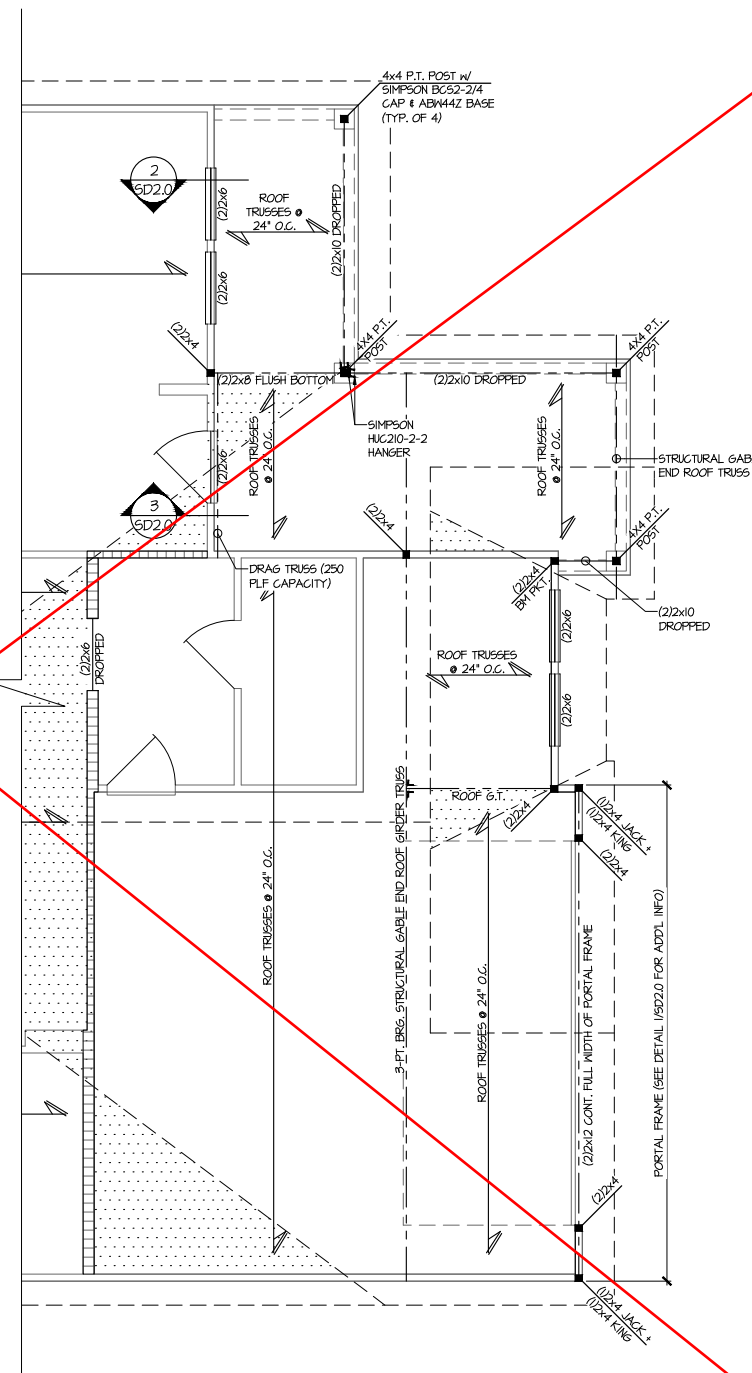 4x4 P.T. POST W/
SIMPSON BCS2-2/4
CAP & ABW44Z BASE
(TYP. OF 4)
2
SD2.0
(2)2x6
ROOF
TRUSSES @
24" O.C.
(2)2x10 DROPPED
(2)2x6
(2)2x4
4X4 P.T.
POST
4X4 P.T.
POST
(2)2x8 FLUSH BOTTOM
(2)2x10 DROPPED
SIMPSON
HUC210-2-2
HANGER
(2)2x6
ROOF TRUSSES
@ 24" O.C.
ROOF TRUSSES
@ 24" O.C.
STRUCTURAL GAB
END ROOF TRUSS
3
SD2.0
(2)2x4
4X4 P.T.
POST
DRAG TRUSS (250
PLF CAPACITY)
(2)2x4
BM PKT.
(2)2x10
DROPPED
(2)2x6
DROPPED
(2)2x6
ROOF TRUSSES
@ 24" O.C.
(2)2x6
ROOF G.T.
(2)2x4
(1)2x4 JACK +
(1)2x4 KING
(2)2x4
3-PT. BRG. STRUCTURAL GABLE END ROOF GIRDER TRUSS
ROOF TRUSSES @ 24" O.C.
ROOF TRUSSES @ 24" O.C.
(2)2x12 CONT. FULL WIDTH OF PORTAL FRAME
PORTAL FRAME (SEE DETAIL 1/SD2.0 FOR ADD'L INFO)
(2)2x4
(1)2x4 JACK +
(1)2x4 KING